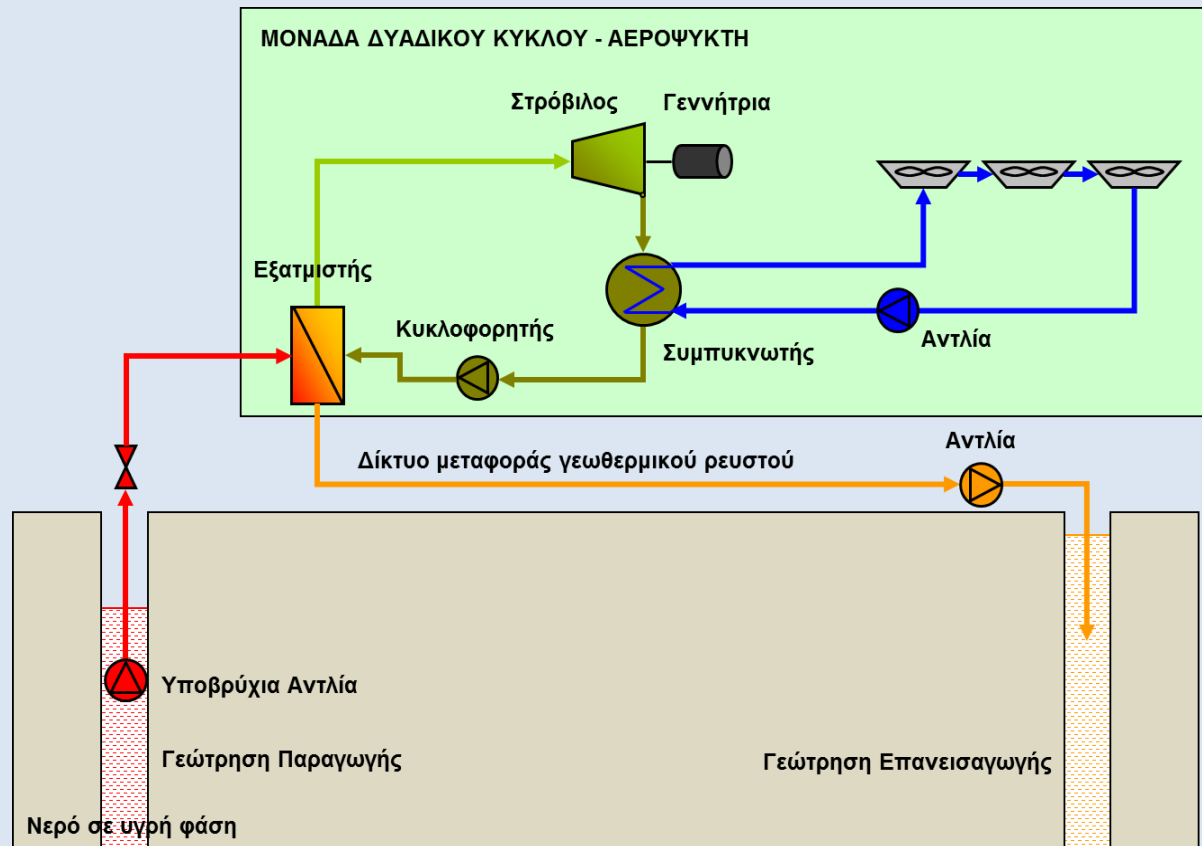 ΜΟΝΑΔΑ ΔΥΑΔΙΚΟΥ ΚΥΚΛΟΥ - ΑΕΡΟΨΥΚΤΗ
Στρόβιλος
Γεννήτρια
Εξατμιστής
Κυκλοφορητής
Συμπυκνωτής
Αντλία
Αντλία
Δίκτυο μεταφοράς γεωθερμικού ρευστού
Υποβρύχια Αντλία
Γεώτρηση Παραγωγής
Γεώτρηση Επανεισαγωγής
Νερό σε υγρή φάση